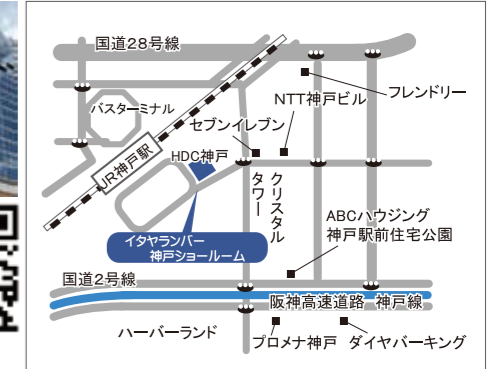 国道28号線
フレンドリー
NTT神戸ビル
バスターミナル
セブンイレブン
JR神戸駅
HDC神戸
クリスタル
タワー
ABCハウジング
神戸駅前住宅公園
イタヤランバー
神戸ショールーム
国道2号線
阪神高速道路 神戸線
ハーバーランド
プロメナ神戸
ダイヤバーキング